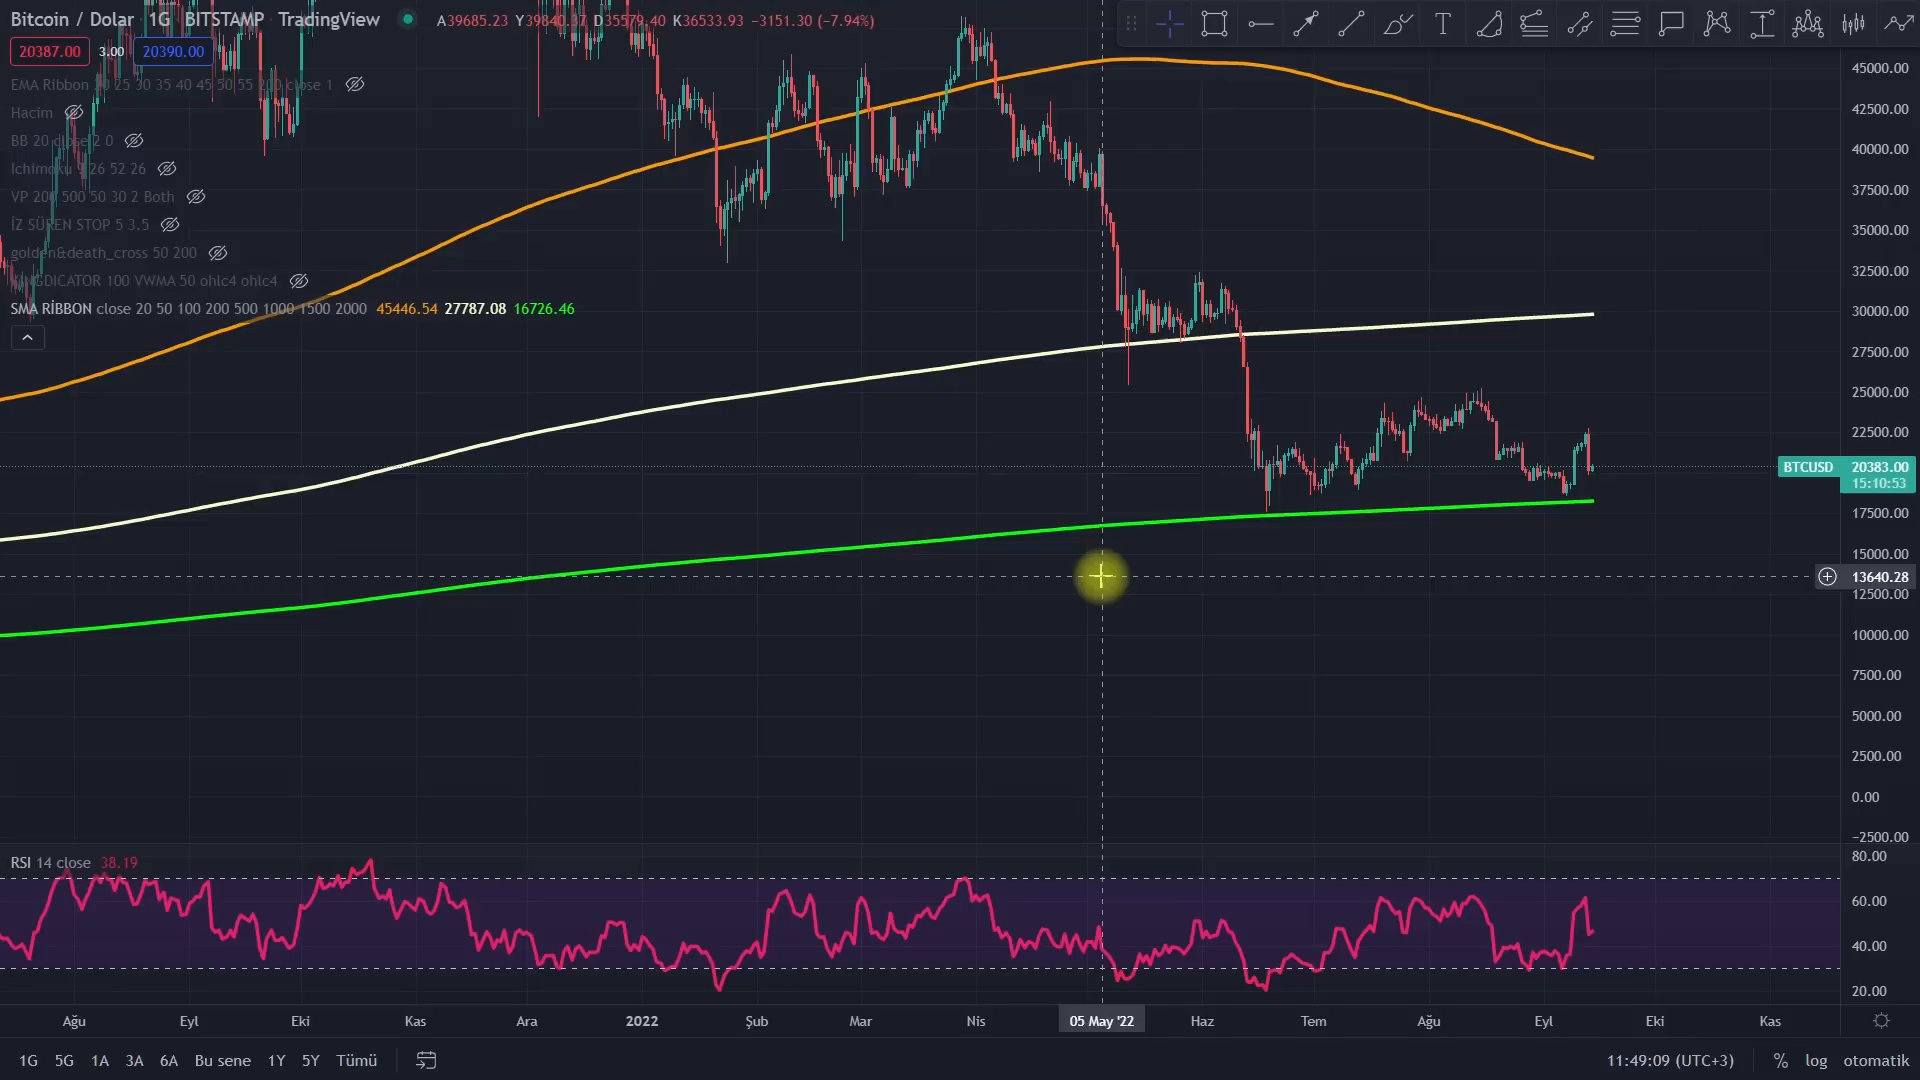 Bitcoin / Dolar · 1G · BITSTAMP · TradingView A39685.23 Y39840.37 D35579.40 K36533.93 −3151.30 (−7.94%)
20387.00 3.00 20390.00
Hacim
BB 20 close 2 0
Ichimoku 9 26 52 26
VP 200 500 50 30 2 Both
İZ SÜREN STOP 5 3.5
golden&death_cross 50 200
100 VWMA 50 ohlc4 ohlc4
SMA RİBBON close 20 50 100 200 500 1000 1500 2000 45446.54 27787.08 16726.46
45000.00
42500.00
40000.00
37500.00
35000.00
32500.00
30000.00
27500.00
25000.00
22500.00
BTCUSD 20383.00
15:10:53
17500.00
15000.00
13640.28
12500.00
10000.00
7500.00
5000.00
2500.00
0.00
−2500.00
RSI 14 close 38.19
80.00
60.00
40.00
20.00
Ağu Eyl Eki Kas Ara 2022 Şub Mar Nis 05 May '22 Haz Tem Ağu Eyl Eki Kas
1G 5G 1A 3A 6A Bu sene 1Y 5Y Tümü 11:49:09 (UTC+3) % log otomatik